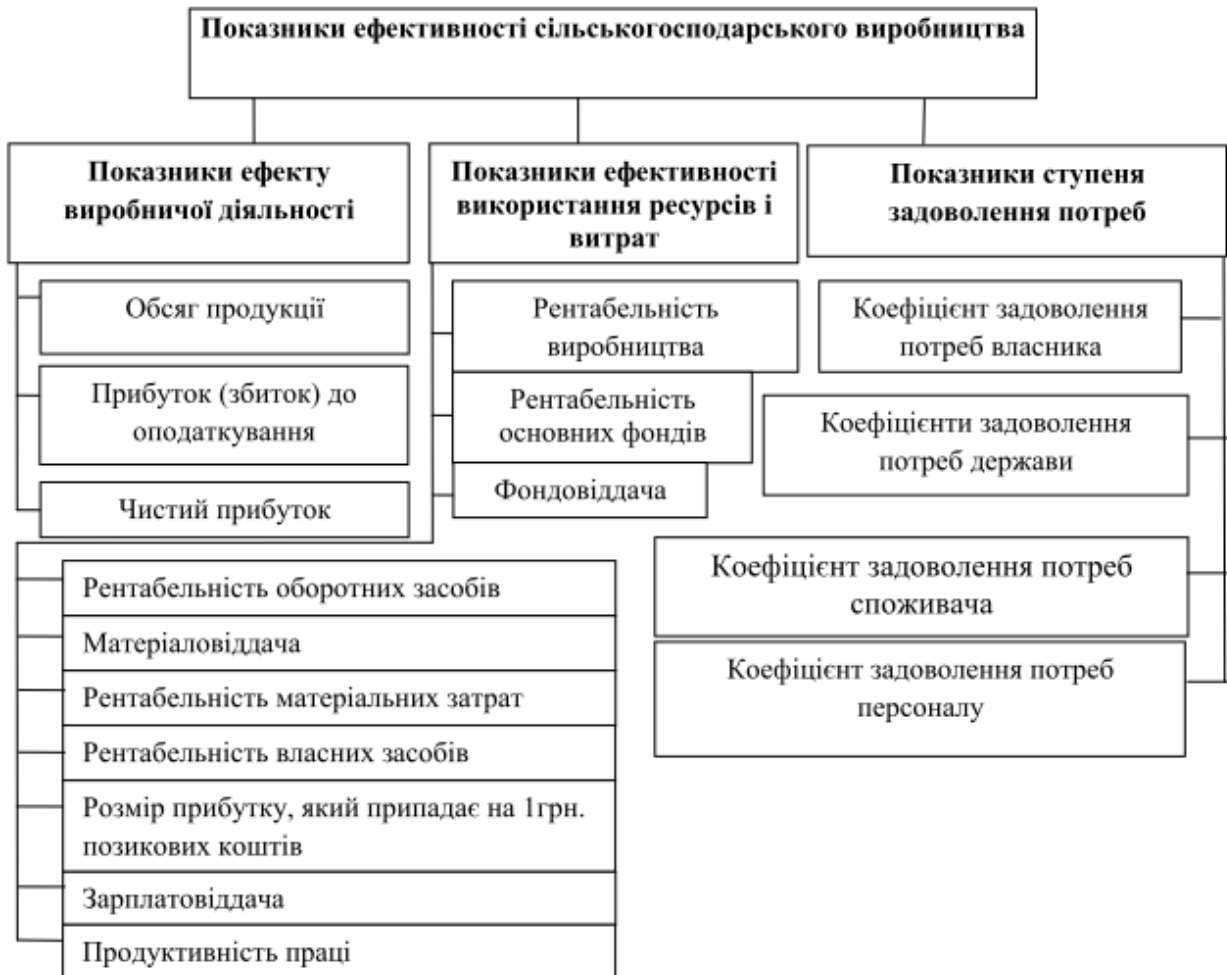 Показники ефективності сільськогосподарського виробництва
Показники ефекту
виробничої діяльності
Обсяг продукції
Прибуток (збиток) до
оподаткування
Чистий прибуток
Показники ефективності
використання ресурсів і
витрат
Рентабельність
виробництва
Рентабельність
основних фондів
Фондовіддача
Рентабельність оборотних засобів
Матеріаловіддача
Рентабельність матеріальних затрат
Рентабельність власних засобів
Розмір прибутку, який припадає на 1грн.
позикових коштів
Зарплатовіддача
Продуктивність праці
Показники ступеня
задоволення потреб
Коефіцієнт задоволення
потреб власника
Коефіцієнти задоволення
потреб держави
Коефіцієнт задоволення потреб
споживача
Коефіцієнт задоволення потреб
персоналу